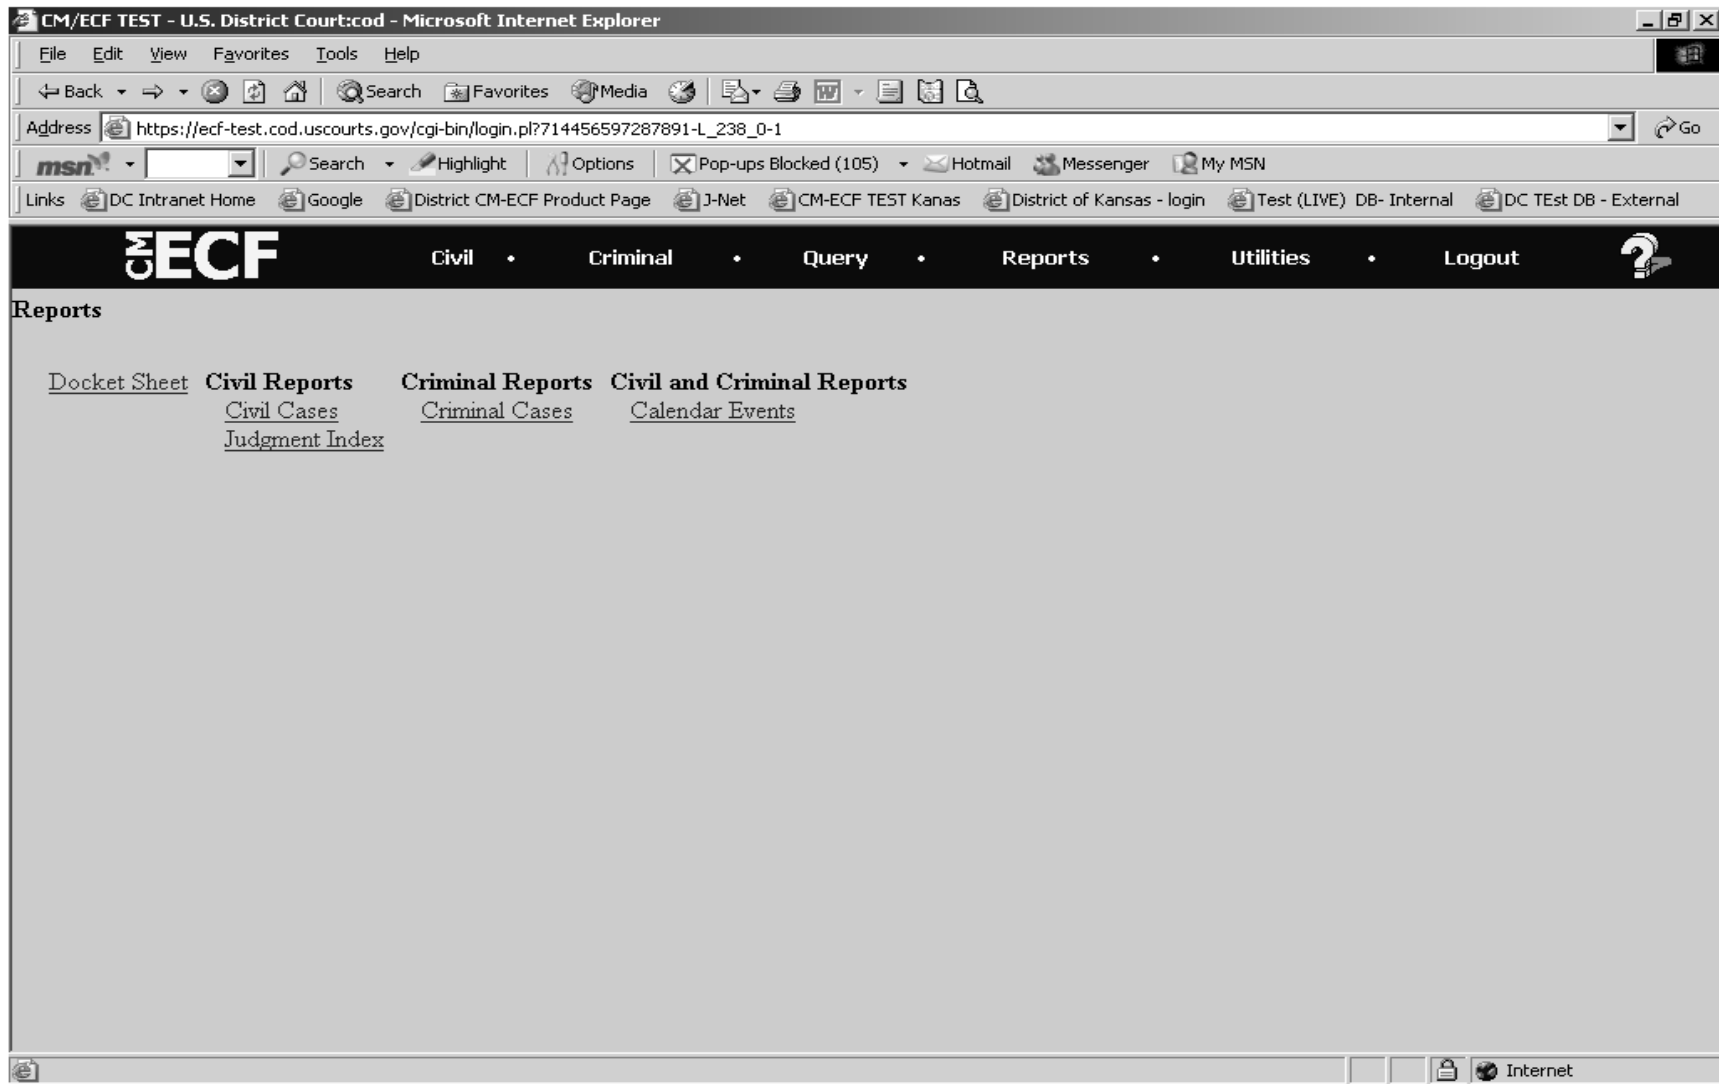 CM/ECF TEST - U.S. District Court:cod - Microsoft Internet Explorer
File Edit View Favorites Tools Help
Back Search Favorites Media
Address https://ecf-test.cod.uscourts.gov/cgi-bin/login.pl?714456597287891-L_238_0-1 Go
msn Search Highlight Options Pop-ups Blocked (105) Hotmail Messenger My MSN
Links DC Intranet Home Google District CM-ECF Product Page J-Net CM-ECF TEST Kanas District of Kansas - login Test (LIVE) DB- Internal DC TEst DB - External
CM ECF Civil • Criminal • Query • Reports • Utilities • Logout ?
Reports
Docket Sheet Civil Reports Criminal Reports Civil and Criminal Reports
Civil Cases Criminal Cases Calendar Events
Judgment Index
Internet